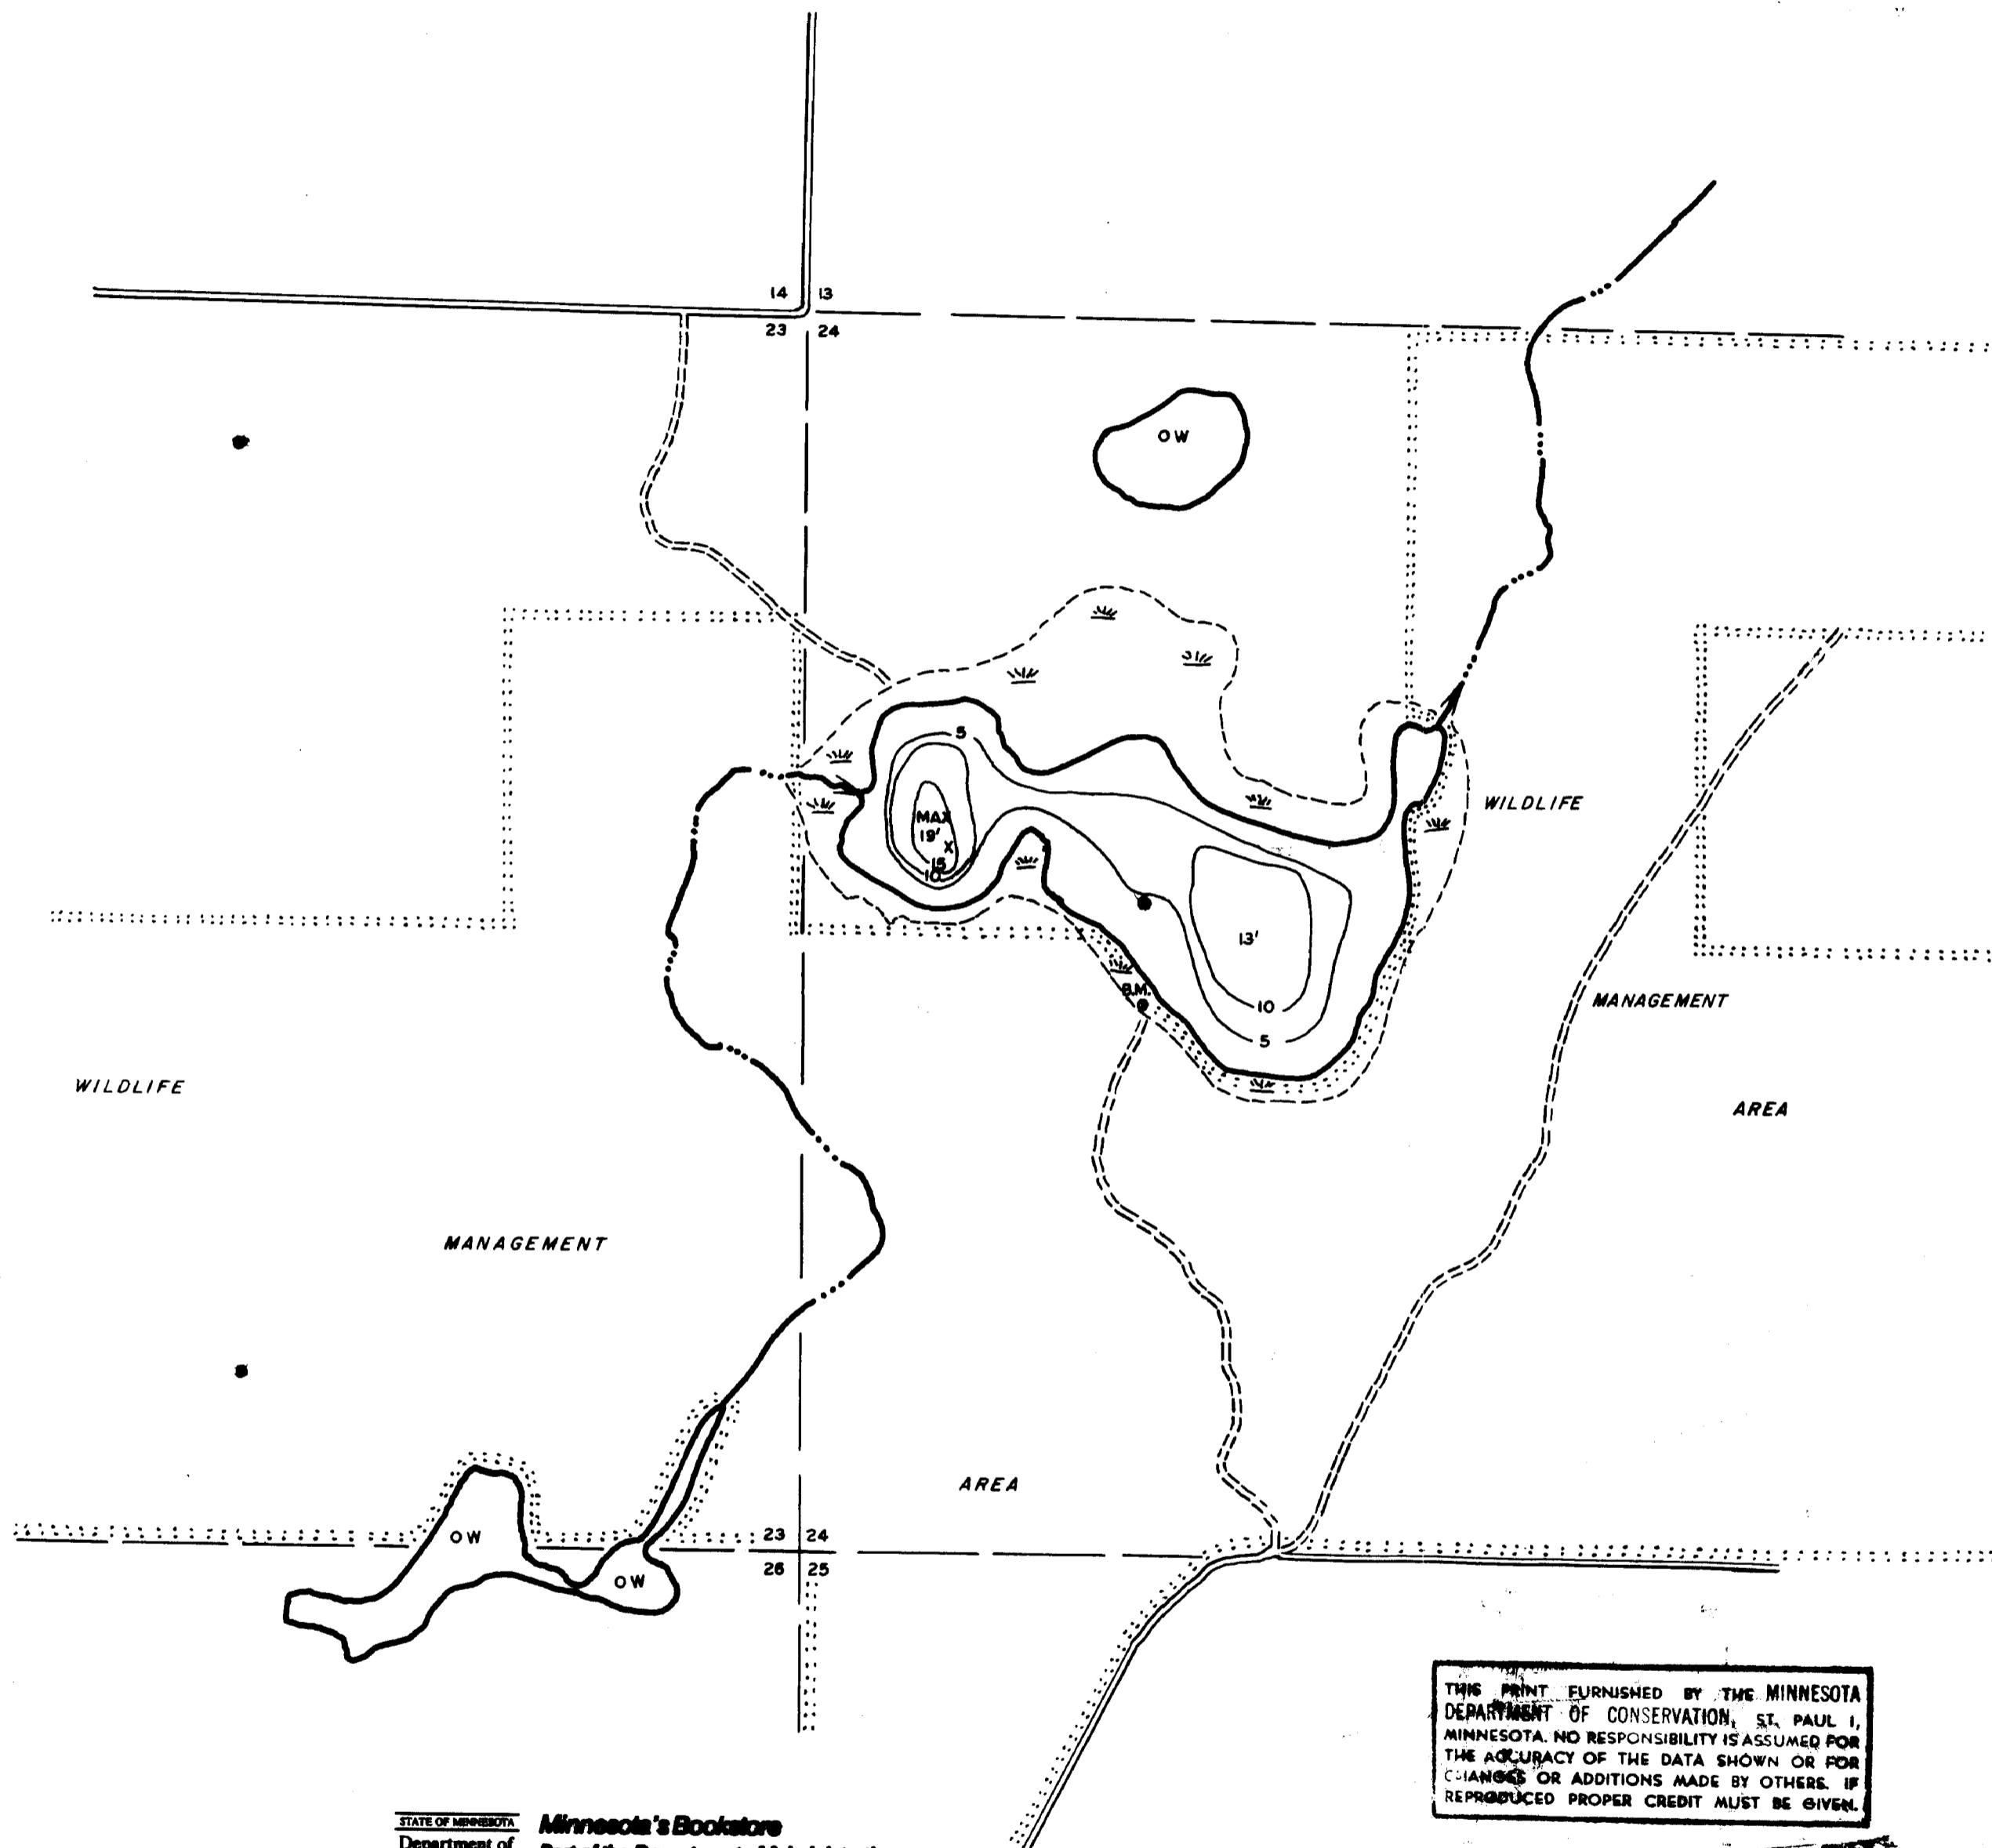 14 13
23 24
OW
5
WILDLIFE
MAX
19'
X
15
10
13'
B.M.
10
MANAGEMENT
5
WILDLIFE
AREA
MANAGEMENT
AREA
OW
23 24
26 25
OW
THIS PRINT FURNISHED BY THE MINNESOTA
DEPARTMENT OF CONSERVATION, ST. PAUL 1,
MINNESOTA. NO RESPONSIBILITY IS ASSUMED FOR
THE ACCURACY OF THE DATA SHOWN OR FOR
CHANGES OR ADDITIONS MADE BY OTHERS. IF
REPRODUCED PROPER CREDIT MUST BE GIVEN.
STATE OF MINNESOTA
Minnesota's Bookstore
Department of